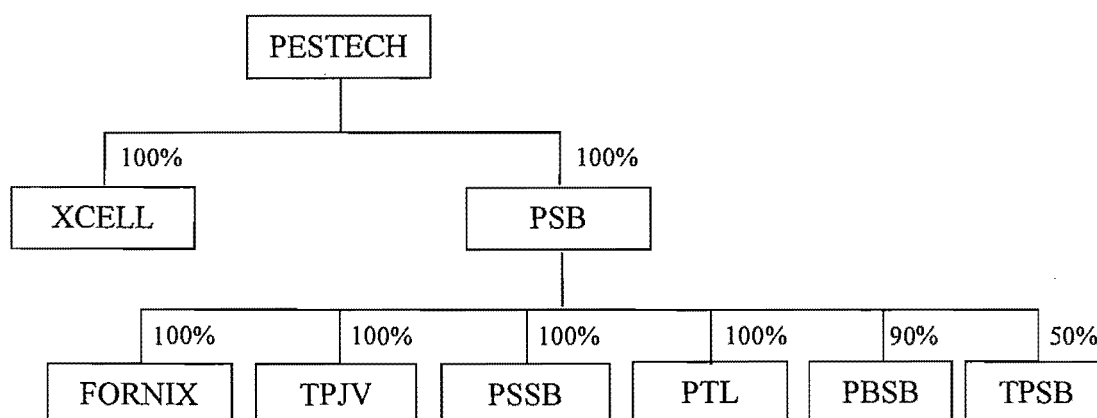 PESTECH
100% 100%
XCELL PSB
100% 100% 100% 100% 90% 50%
FORNIX TPJV PSSB PTL PBSB TPSB